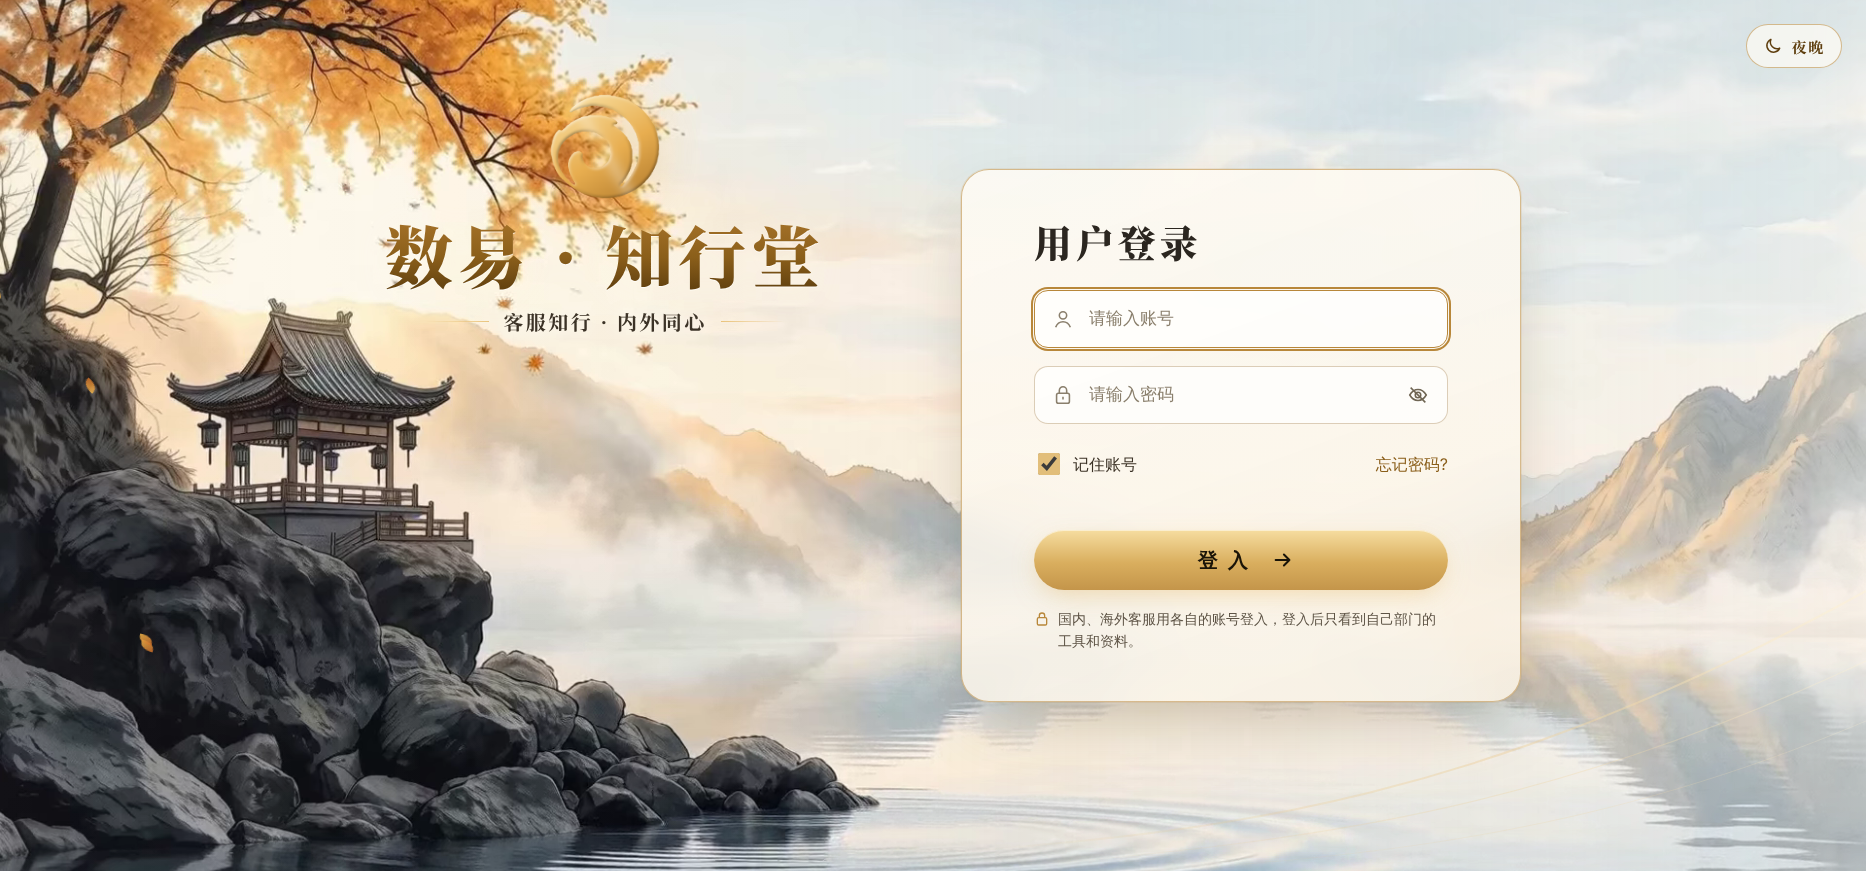 夜晚
数易·知行堂
客服知行·内外同心
用户登录
请输入账号
请输入密码
记住账号
忘记密码?
登入 →
国内、海外客服用各自的账号登入，登入后只看到自己部门的
工具和资料。